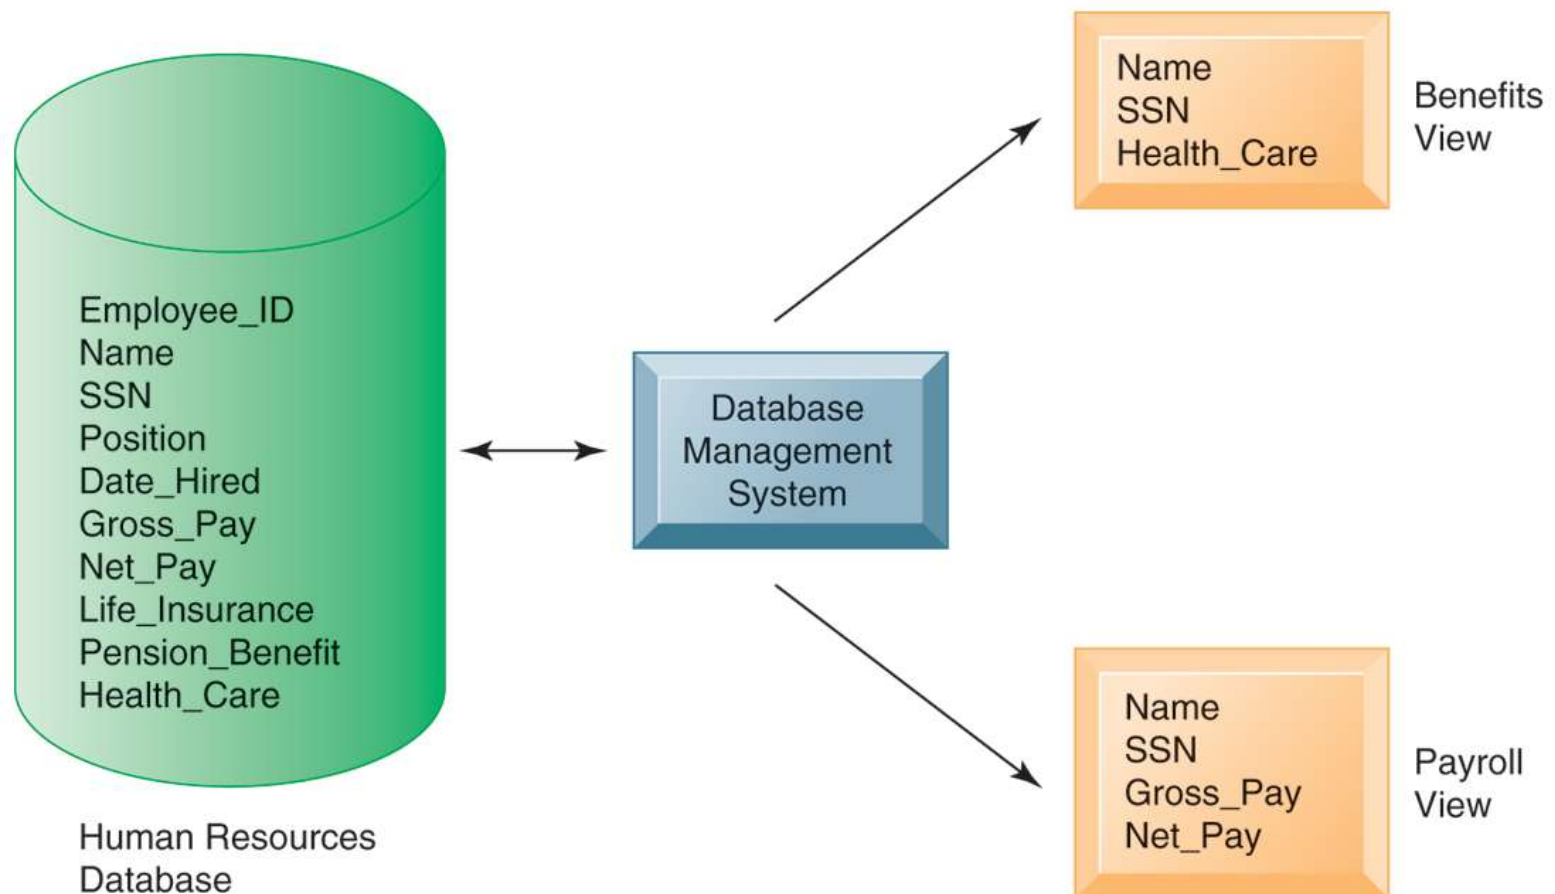 Employee_ID
Name
SSN
Position
Date_Hired
Gross_Pay
Net_Pay
Life_Insurance
Pension_Benefit
Health_Care
Human Resources
Database
Database
Management
System
Name
SSN
Health_Care
Benefits
View
Name
SSN
Gross_Pay
Net_Pay
Payroll
View